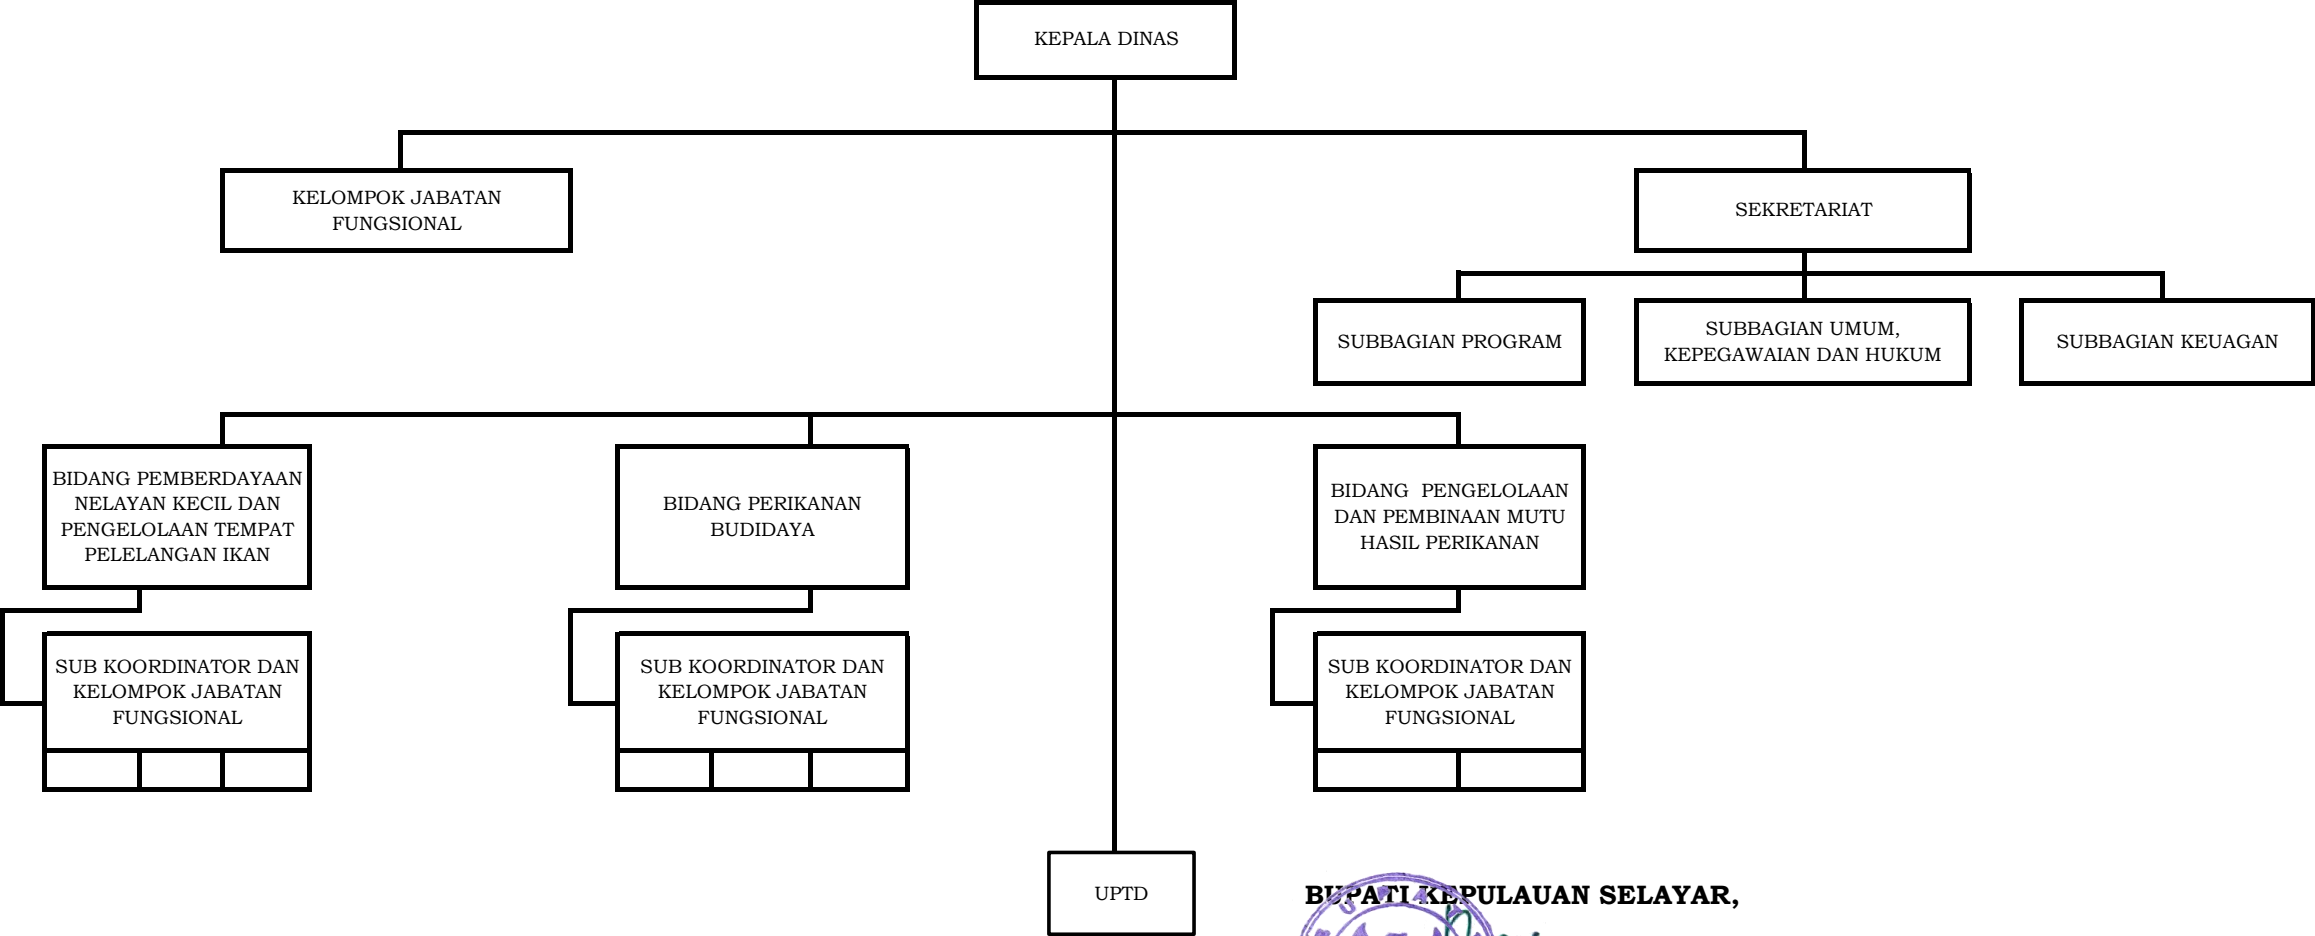 KEPALA DINAS
KELOMPOK JABATAN
FUNGSIONAL
SEKRETARIAT
SUBBAGIAN PROGRAM
SUBBAGIAN UMUM,
KEPEGAWAIAN DAN HUKUM
SUBBAGIAN KEUAGAN
BIDANG PEMBERDAYAAN
NELAYAN KECIL DAN
PENGELOLAAN TEMPAT
PELELANGAN IKAN
BIDANG PERIKANAN
BUDIDAYA
BIDANG PENGELOLAAN
DAN PEMBINAAN MUTU
HASIL PERIKANAN
SUB KOORDINATOR DAN
KELOMPOK JABATAN
FUNGSIONAL
SUB KOORDINATOR DAN
KELOMPOK JABATAN
FUNGSIONAL
SUB KOORDINATOR DAN
KELOMPOK JABATAN
FUNGSIONAL
UPTD
BUPATI KEPULAUAN SELAYAR,